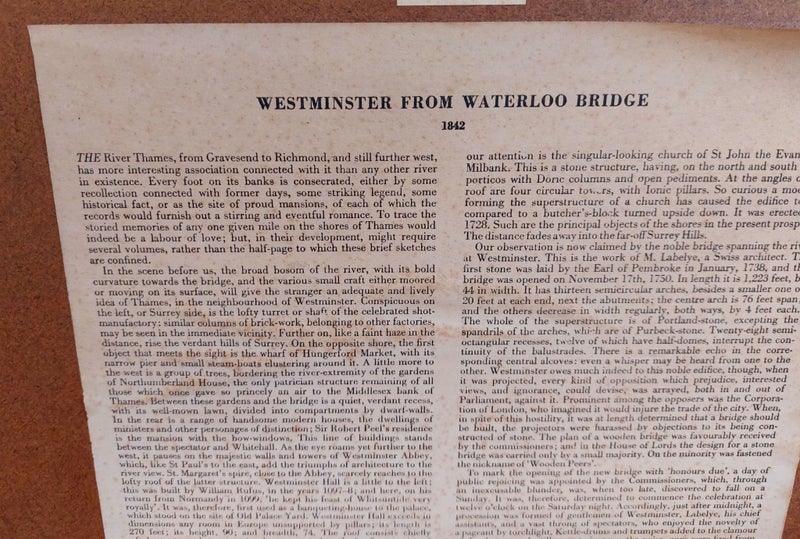 WESTMINSTER FROM WATERLOO BRIDGE
1842
THE River Thames, from Gravesend to Richmond, and still further west,
has more interesting association connected with it than any other river
in existence. Every foot on its banks is consecrated, either by some
recollection connected with former days, some striking legend, some
historical fact, or as the site of proud mansions, of each of which the
records would furnish out a stirring and eventful romance. To trace the
storied memories of any one given mile on the shores of Thames would
indeed be a labour of love; but, in their development, might require
several volumes, rather than the half-page to which these brief sketches
are confined.
In the scene before us, the broad bosom of the river, with its bold
curvature towards the bridge, and the various small craft either moored
or moving on its surface, will give the stranger an adequate and lively
idea of Thames, in the neighbourhood of Westminster. Conspicuous on
the left, or Surrey side, is the lofty turret or shaft of the celebrated shot-
manufactory: similar columns of brick-work, belonging to other factories,
may be seen in the immediate vicinity. Further on, like a faint haze in the
distance, rise the verdant hills of Surrey. On the opposite shore, the first
object that meets the sight is the wharf of Hungerford Market, with its
narrow pier and small steam-boats clustering around it. A little more to
the west is a group of trees, bordering the river-extremity of the gardens
of Northumberland House, the only patrician structure remaining of all
those which once gave so princely an air to the Middlesex bank of
Thames. Between these gardens and the bridge is a quiet, verdant recess,
with its well-mown lawn, divided into compartments by dwarf-walls.
In the rear is a range of handsome modern houses, the dwellings of
ministers and other personages of distinction; Sir Robert Peel's residence
is the mansion with the bow-windows. This line of buildings stands
between the spectator and Whitehall. As the eye roams yet further to the
west, it pauses on the majestic walls and towers of Westminster Abbey,
which, like St Paul's to the east, add the triumphs of architecture to the
river view. St. Margaret's spire, close to the Abbey, scarcely reaches to the
lofty roof of the latter structure. Westminster Hall is a little to the left;
this was built by William Rufus, in the years 1097-8; and here, on his
return from Normandy in 1099, 'he kept his feast of Whitsuntide very
royally'. It was, therefore, first used as a banqueting-house to the palace,
which stood on the site of Old Palace Yard. Westminster Hall exceeds in
dimensions any room in Europe unsupported by pillars; its length is
270 feet; its height, 90; and breadth, 74. The roof consists chiefly
our attention is the singular-looking church of St John the
Milbank. This is a stone structure, having, on the north and south
porticos with Doric columns and open pediments. At the angles
roof are four circular with Ionic pillars. So curious a
forming the superstructure of a church has caused the edifice
compared to a butcher's-block turned upside down. It was erected
1728. Such are the principal objects of the shores in the present
The distance fades away into the far-off Surrey Hills.
Our observation is now claimed by the noble bridge spanning the
at Westminster. This is the work of M. Labelye, a Swiss architect.
first stone was laid by the Earl of Pembroke in January, 1738, and
bridge was opened on November 17th, 1750. In length it is 1,223 feet,
44 in width. It has thirteen semicircular arches, besides a smaller one
20 feet at each end, next the abutments; the centre arch is 76 feet span,
and the others decrease in width regularly, both ways, by 4 feet each.
The whole of the superstructure is of Portland-stone, excepting the
spandrils of the arches, which are of Purbeck-stone. Twenty-eight semi-
octangular recesses, twelve of which have half-domes, interrupt the con-
tinuity of the balustrades. There is a remarkable echo in the corre-
sponding central alcoves: even a whisper may be heard from one to the
other. Westminster owes much indeed to this noble edifice, though, when
it was projected, every kind of opposition which prejudice, interested
views, and ignorance, could devise, was arrayed, both in and out of
Parliament, against it. Prominent among the opposers was the Corpora-
tion of London, who imagined it would injure the trade of the city. When,
in spite of this hostility, it was at length determined that a bridge should
be built, the projectors were harassed by objections to its being con-
structed of stone. The plan of a wooden bridge was favourably received
by the commissioners; and in the House of Lords the design for a stone
bridge was carried only by a small majority. On the minority was fastened
the nickname of 'Wooden Peers'.
To mark the opening of the new bridge with 'honours due', a day of
public rejoicing was appointed by the Commissioners, which, through
an inexcusable blunder, was, when too late, discovered to fall on a
Sunday. It was, therefore, determined to commence the celebration at
twelve o'clock on the Saturday night. Accordingly, just after midnight, a
procession was formed of gentlemen of Westminster, Labelye, his chief
assistants, and a vast throng of spectators, who enjoyed the novelty of
a pageant by torchlight. Kettle-drums and trumpets added to the clamour